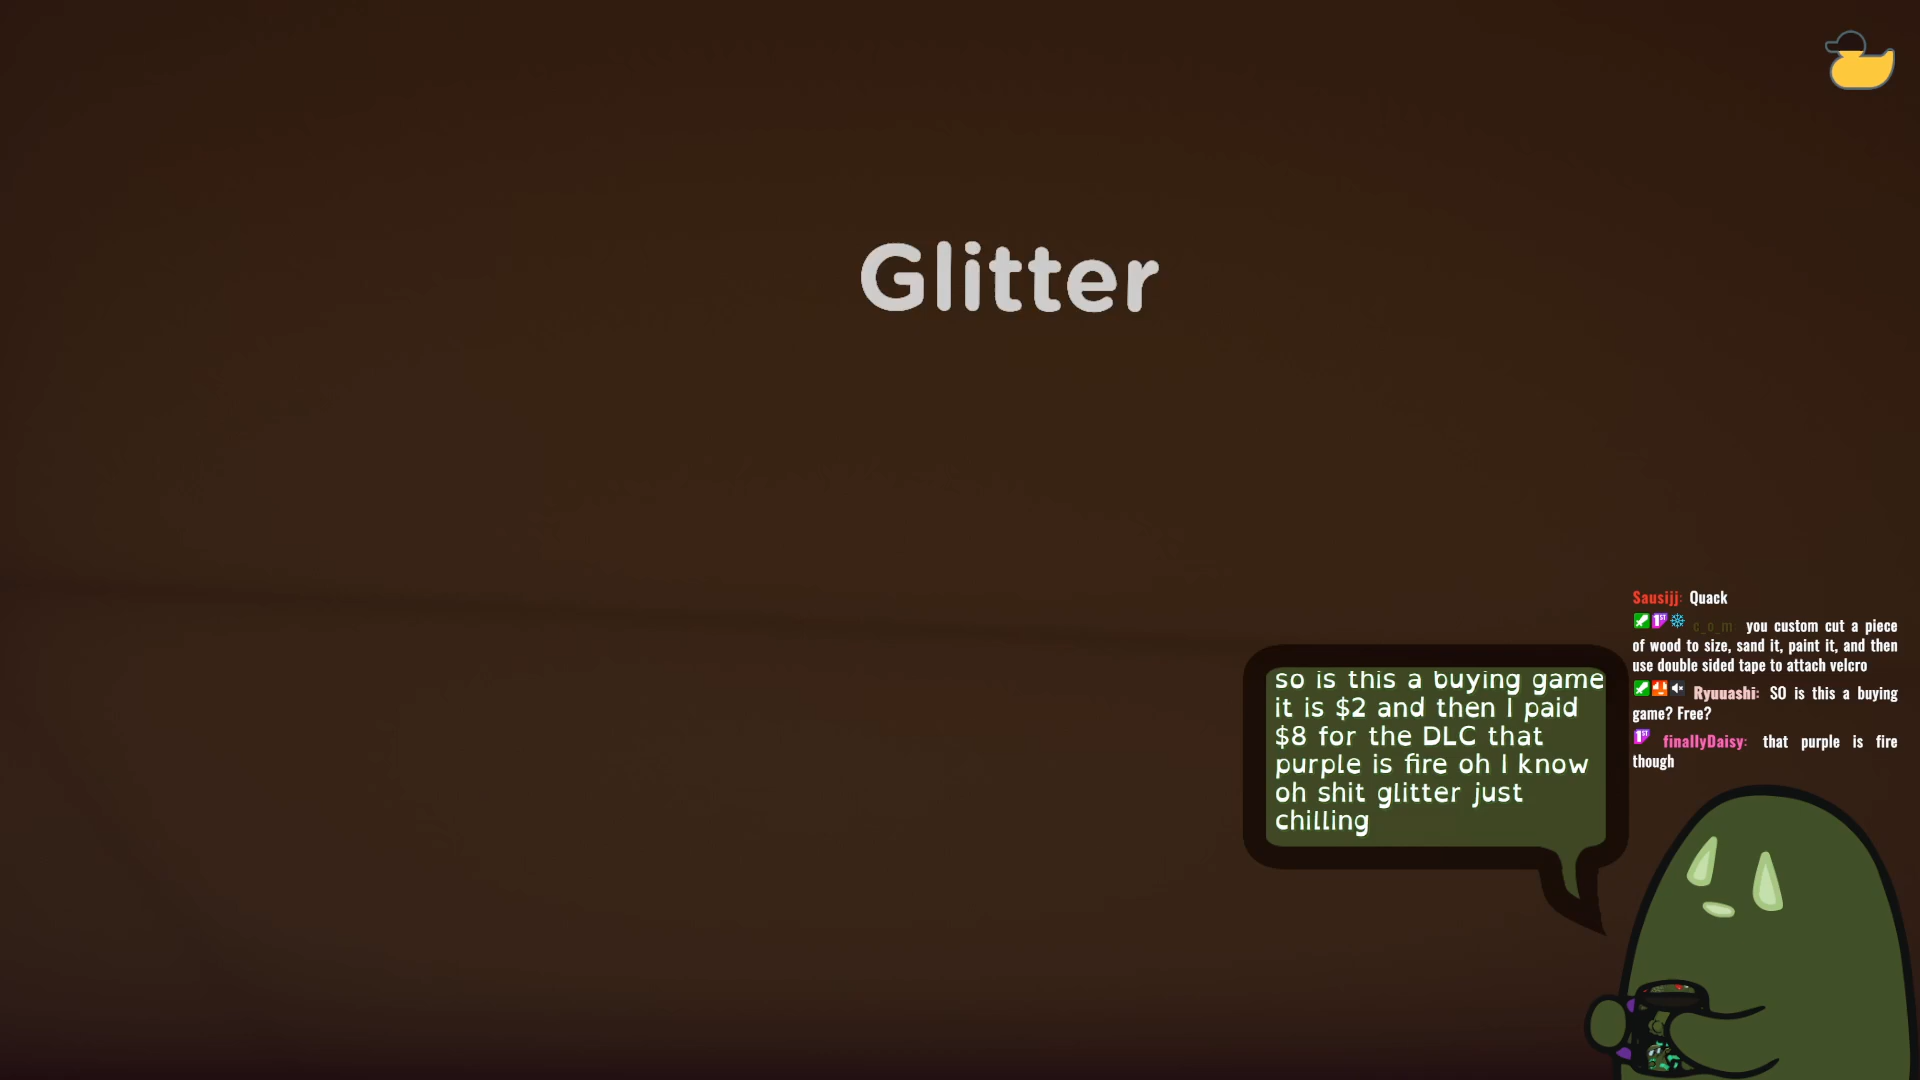 Glitter
Sausijj: Quack
c_o_m you custom cut a piece
of wood to size, sand it, paint it, and then
use double sided tape to attach velcro
Ryuuashi: SO is this a buying
game? Free?
finallyDaisy: that purple is fire
though
so is this a buying game
it is $2 and then I paid
$8 for the DLC that
purple is fire oh I know
oh shit glitter just
chilling